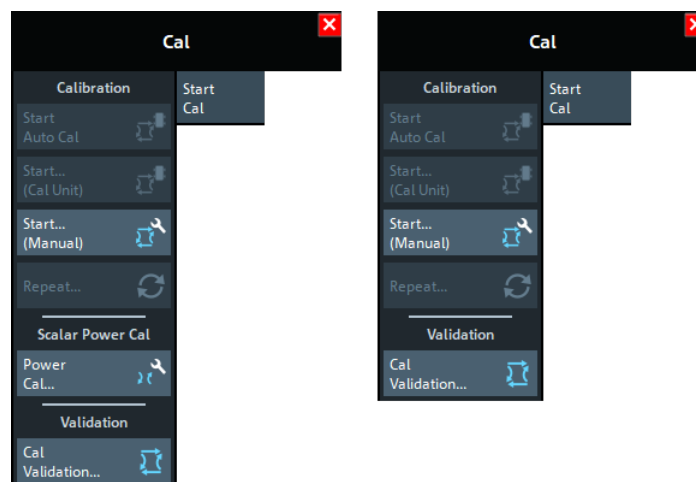 Cal
Calibration
Start
Cal
Start
Auto Cal
Start...
(Cal Unit)
Start...
(Manual)
Repeat...
Scalar Power Cal
Power
Cal...
Validation
Cal
Validation...
Cal
Calibration
Start
Cal
Start
Auto Cal
Start...
(Cal Unit)
Start...
(Manual)
Repeat...
Validation
Cal
Validation...